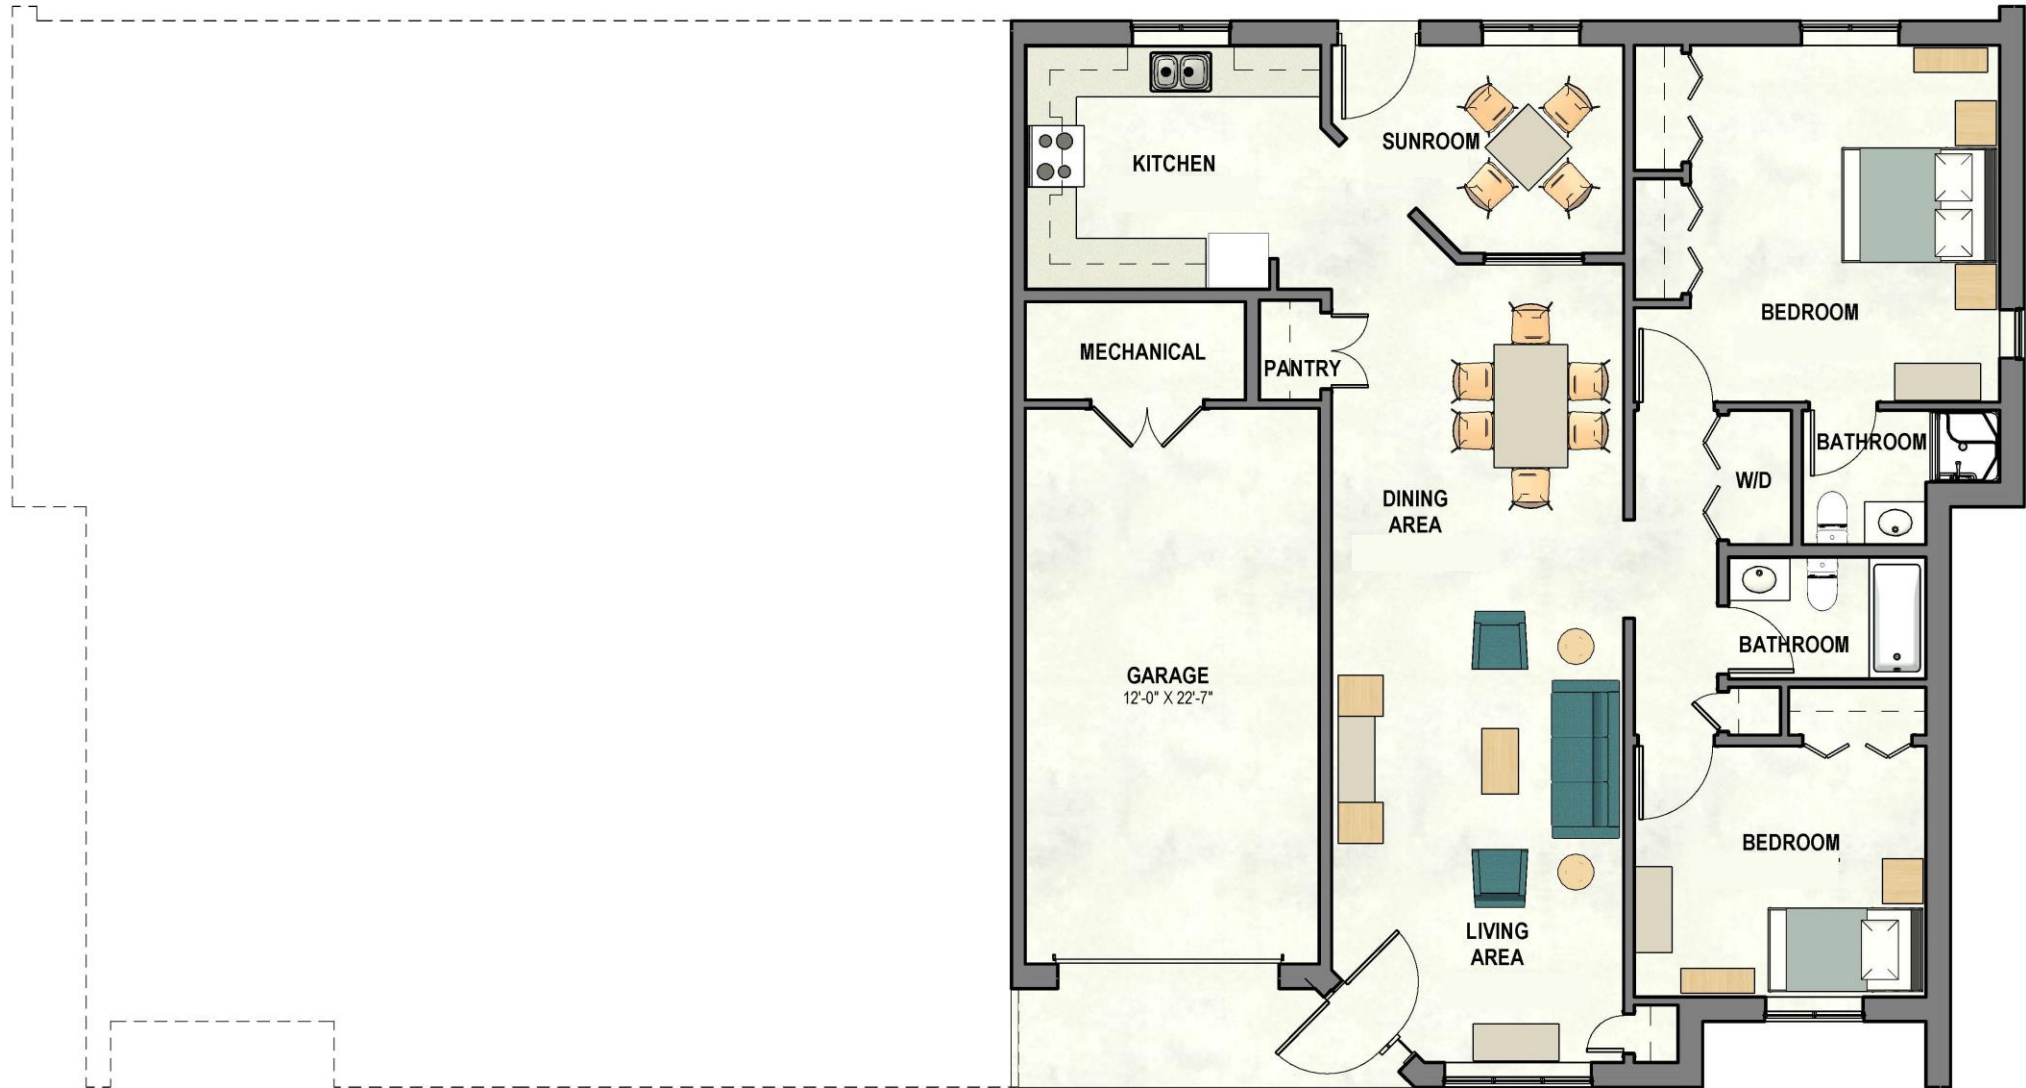 KITCHEN
SUNROOM
BEDROOM
MECHANICAL
PANTRY
BATHROOM
W/D
DINING
AREA
BATHROOM
GARAGE
12'-0" X 22'-7"
BEDROOM
LIVING
AREA